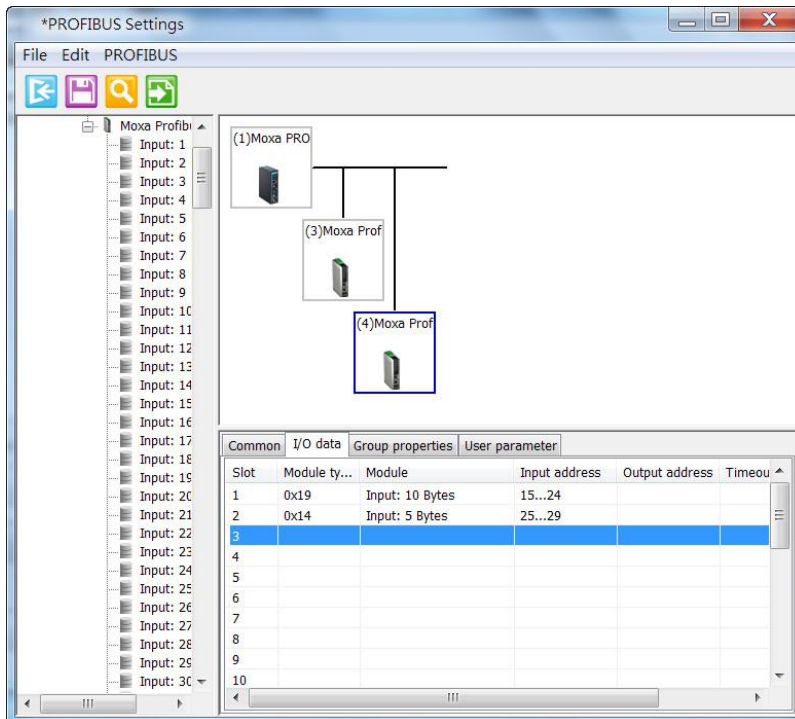 *PROFIBUS Settings
File Edit PROFIBUS
Moxa Profibu
Input: 1
Input: 2
Input: 3
Input: 4
Input: 5
Input: 6
Input: 7
Input: 8
Input: 9
Input: 10
Input: 11
Input: 12
Input: 13
Input: 14
Input: 15
Input: 16
Input: 17
Input: 18
Input: 19
Input: 20
Input: 21
Input: 22
Input: 23
Input: 24
Input: 25
Input: 26
Input: 27
Input: 28
Input: 29
Input: 30
(1)Moxa PRO
(3)Moxa Prof
(4)Moxa Prof
Common I/O data Group properties User parameter
Slot Module ty... Module Input address Output address Timeou
1 0x19 Input: 10 Bytes 15...24
2 0x14 Input: 5 Bytes 25...29
3
4
5
6
7
8
9
10